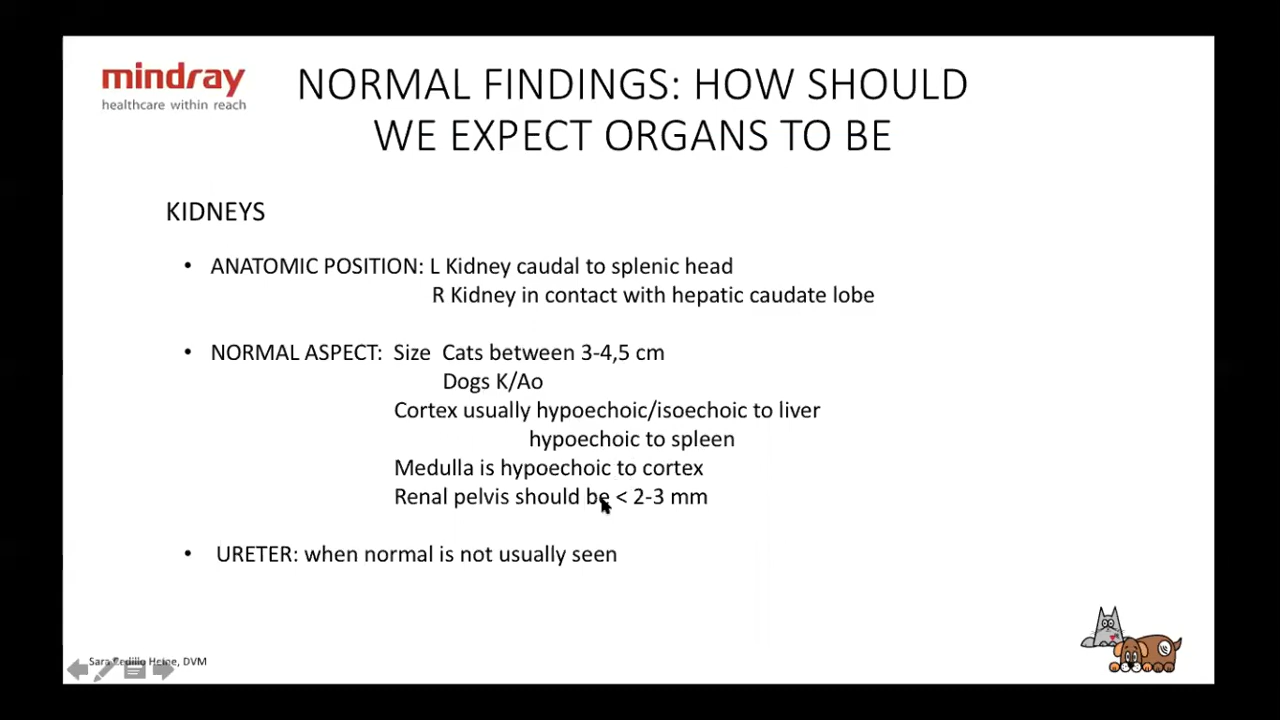 mindray
healthcare within reach
NORMAL FINDINGS: HOW SHOULD
WE EXPECT ORGANS TO BE
KIDNEYS
• ANATOMIC POSITION: L Kidney caudal to splenic head
R Kidney in contact with hepatic caudate lobe
• NORMAL ASPECT: Size Cats between 3-4,5 cm
Dogs K/Ao
Cortex usually hypoechoic/isoechoic to liver
hypoechoic to spleen
Medulla is hypoechoic to cortex
Renal pelvis should be < 2-3 mm
• URETER: when normal is not usually seen
Sara DVM